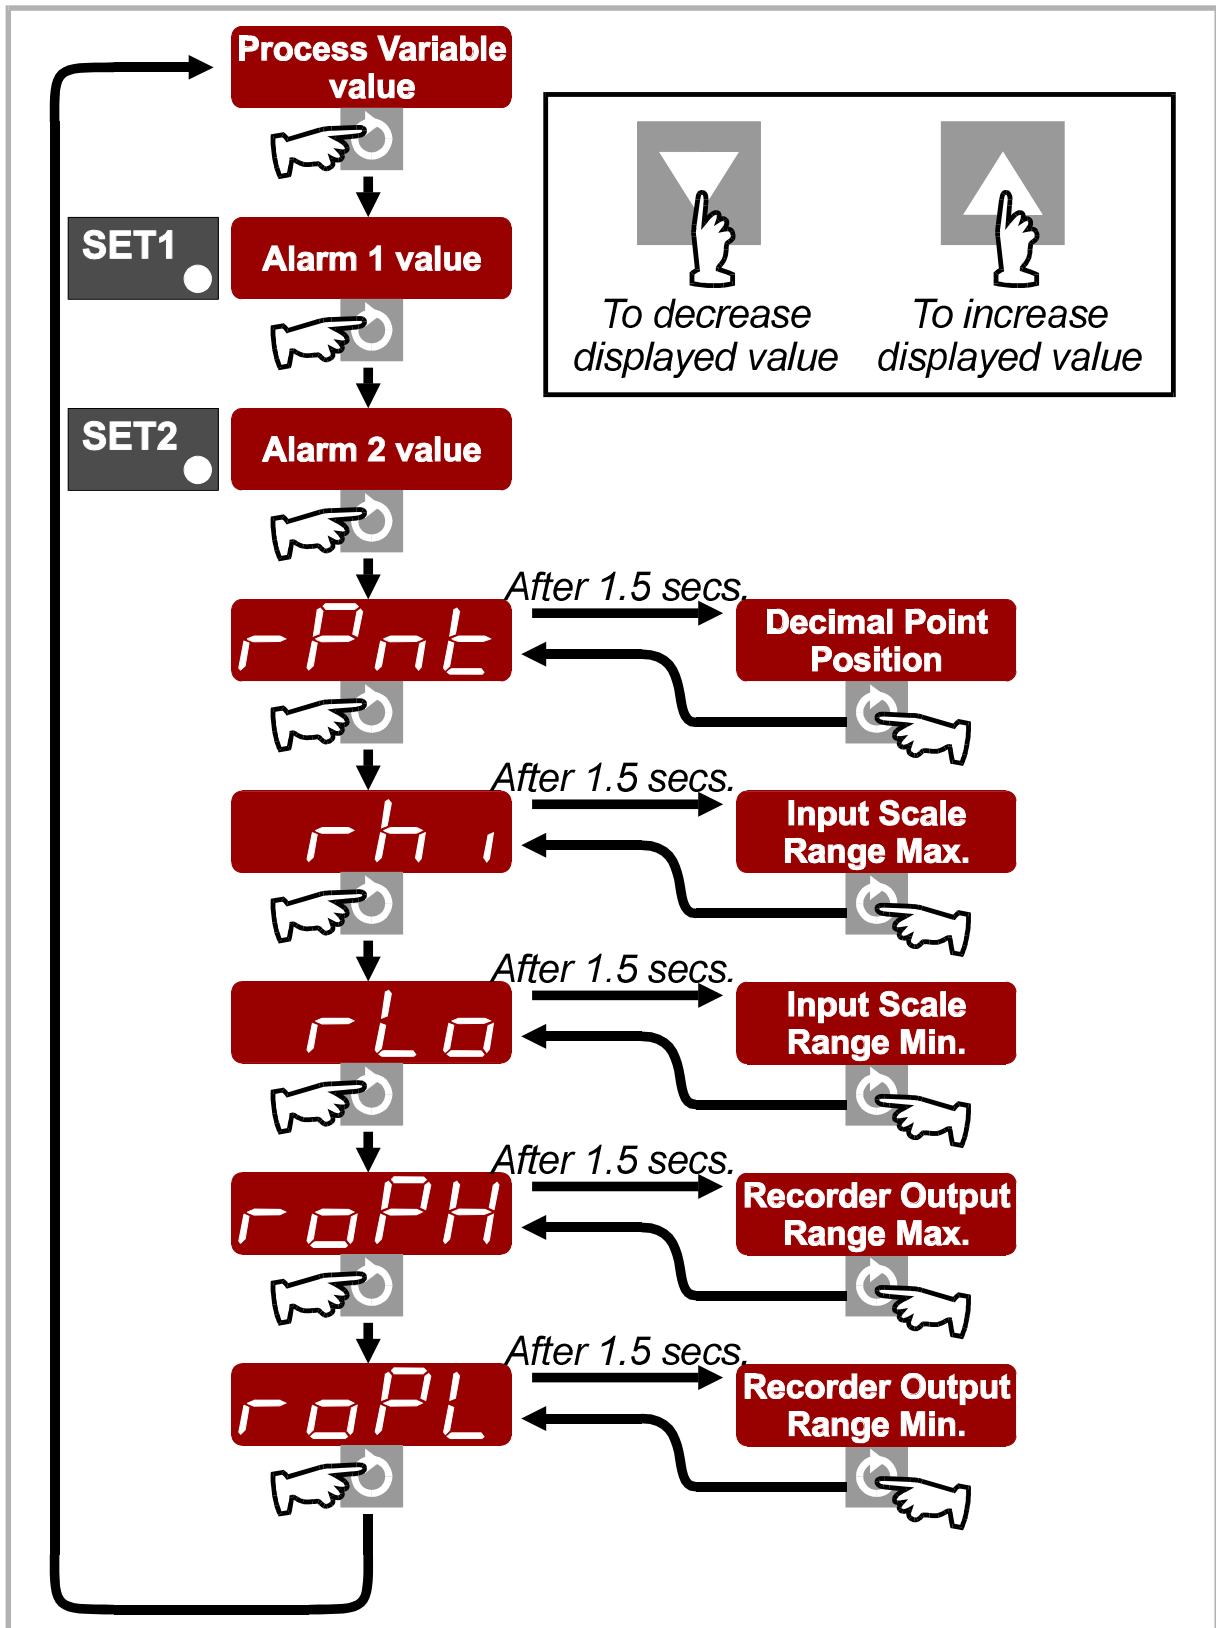 Process Variable
value
To decrease
displayed value
To increase
displayed value
SET1
Alarm 1 value
SET2
Alarm 2 value
rPnt
After 1.5 secs.
Decimal Point
Position
rhi
After 1.5 secs.
Input Scale
Range Max.
rLo
After 1.5 secs.
Input Scale
Range Min.
roPH
After 1.5 secs.
Recorder Output
Range Max.
roPL
After 1.5 secs.
Recorder Output
Range Min.